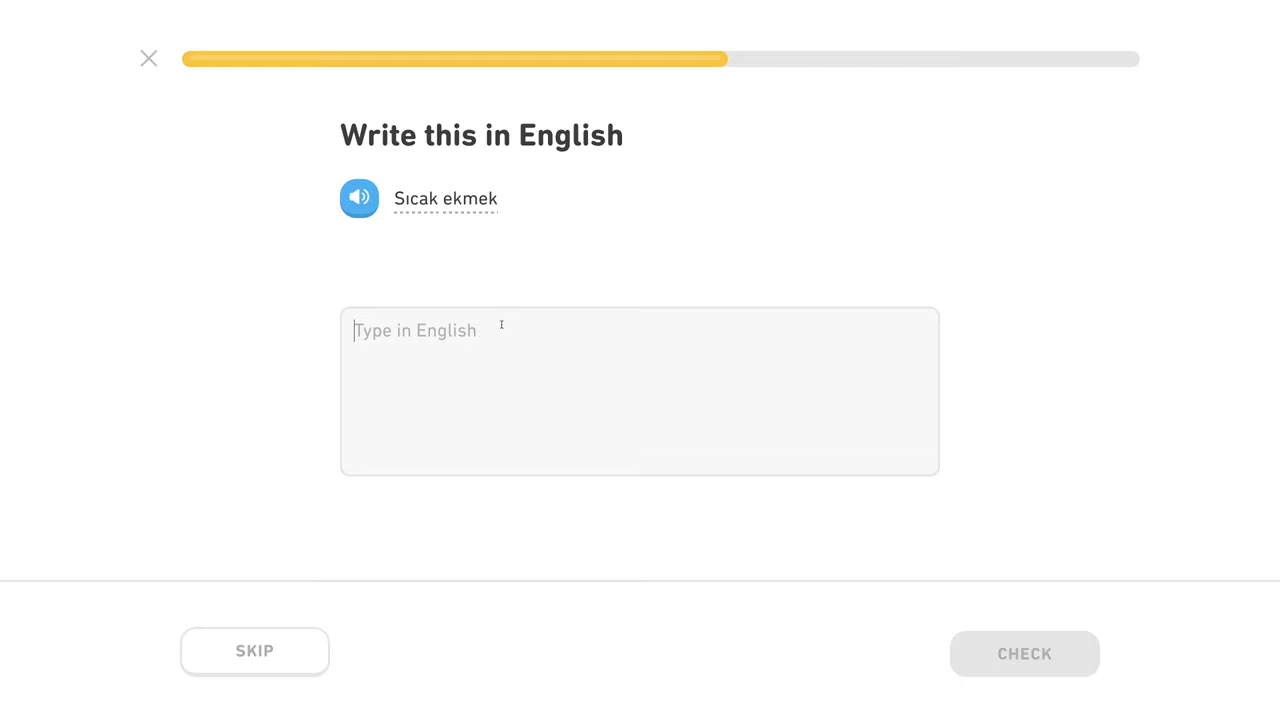 Write this in English
Sıcak ekmek
Type in English
SKIP
CHECK